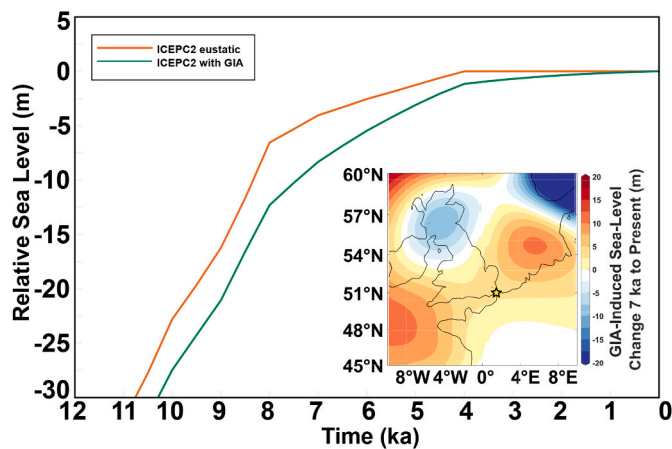 5
0
-5
-10
-15
-20
-25
-30
Relative Sea Level (m)
ICEPC2 eustatic
ICEPC2 with GIA
60°N
57°N
54°N
51°N
48°N
45°N
8°W 4°W 0° 4°E 8°E
20
15
10
5
0
-5
-10
-15
-20
GIA-Induced Sea-Level
Change 7 ka to Present (m)
12 11 10 9 8 7 6 5 4 3 2 1 0
Time (ka)